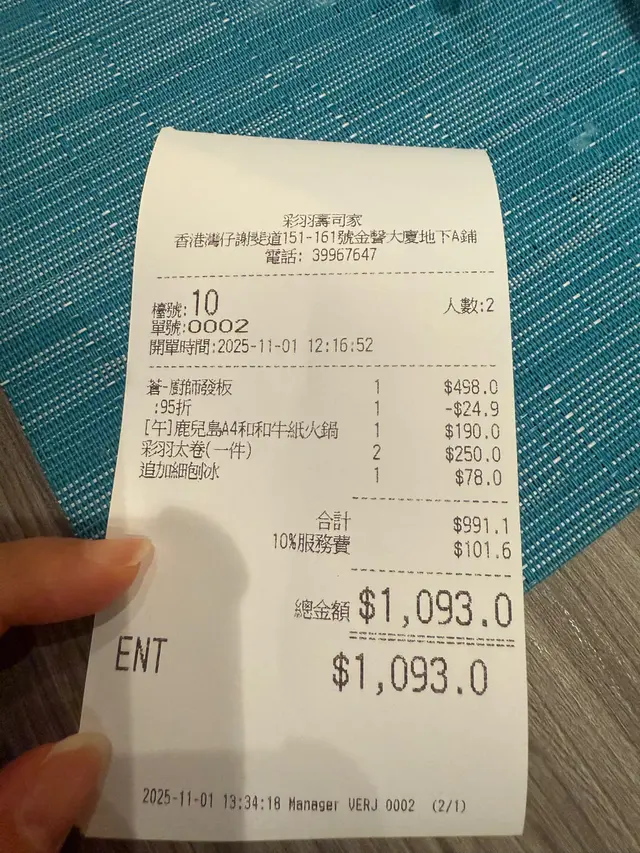 彩羽壽司家
香港灣仔謝斐道151-161號金聲大廈地下A鋪
電話: 39967647
檯號:10 人數:2
單號:0002
開單時間:2025-11-01 12:16:52
蒼-廚師發板 1 $498.0
:95折 1 -$24.9
[午]鹿兒島A4和和牛紙火鍋 1 $190.0
彩羽太卷(一件) 2 $250.0
追加細刨冰 1 $78.0
合計 $991.1
10%服務費 $101.6
總金額 $1,093.0
ENT $1,093.0
2025-11-01 13:34:18 Manager VERJ 0002 (2/1)